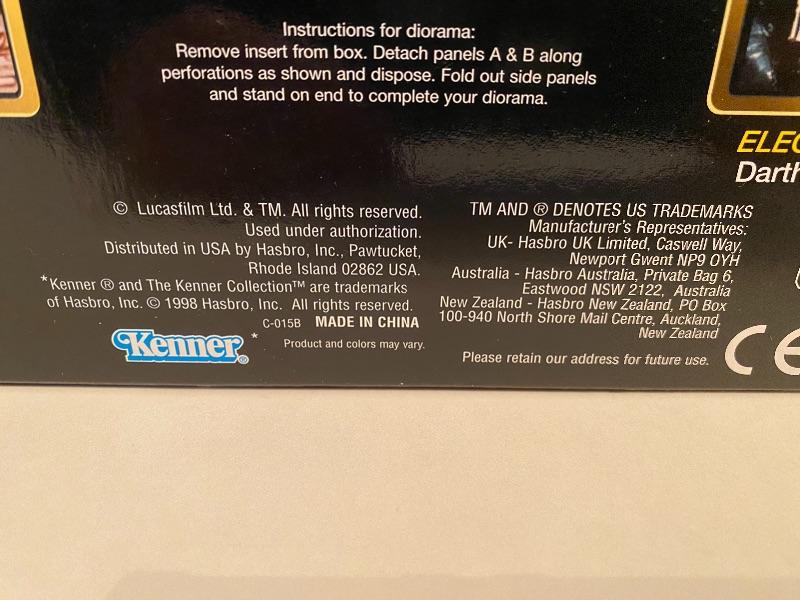 Instructions for diorama:
Remove insert from box. Detach panels A & B along
perforations as shown and dispose. Fold out side panels
and stand on end to complete your diorama.
ELEC
Darth
© Lucasfilm Ltd. & TM. All rights reserved.
Used under authorization.
Distributed in USA by Hasbro, Inc., Pawtucket,
Rhode Island 02862 USA.
*Kenner ® and The Kenner Collection™ are trademarks
of Hasbro, Inc. © 1998 Hasbro, Inc. All rights reserved.
C-015B MADE IN CHINA
Kenner® *
Product and colors may vary.
TM AND ® DENOTES US TRADEMARKS
Manufacturer's Representatives:
UK- Hasbro UK Limited, Caswell Way,
Newport Gwent NP9 OYH
Australia - Hasbro Australia, Private Bag 6,
Eastwood NSW 2122, Australia
New Zealand - Hasbro New Zealand, PO Box
100-940 North Shore Mail Centre, Auckland,
New Zealand
Please retain our address for future use.
CE